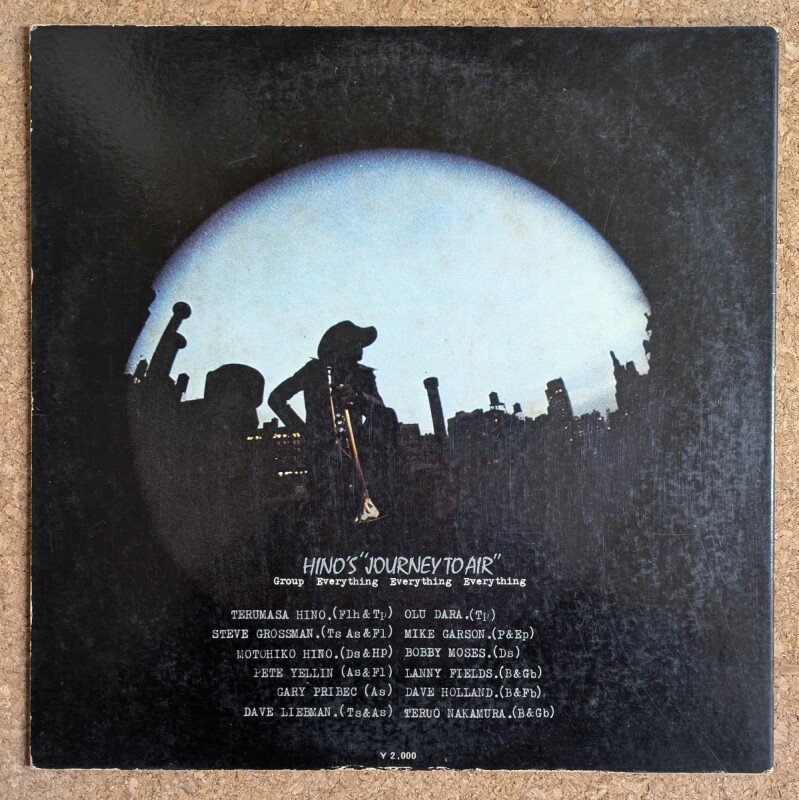 HINO'S "JOURNEY TO AIR"
Group Everything Everything Everything
TERUMASA HINO.(Flh&Tp) OLU DARA.(Tp)
STEVE GROSSMAN.(Ts As&Fl) MIKE GARSON.(P&Ep)
MOTOHIKO HINO.(Ds&HP) BOBBY MOSES.(Ds)
PETE YELLIN (As&Fl) LANNY FIELDS.(B&Gb)
GARY PRIBEC (As) DAVE HOLLAND.(B&Fb)
DAVE LIEBMAN.(Ts&As) TERUO NAKAMURA.(B&Gb)
Y 2,000